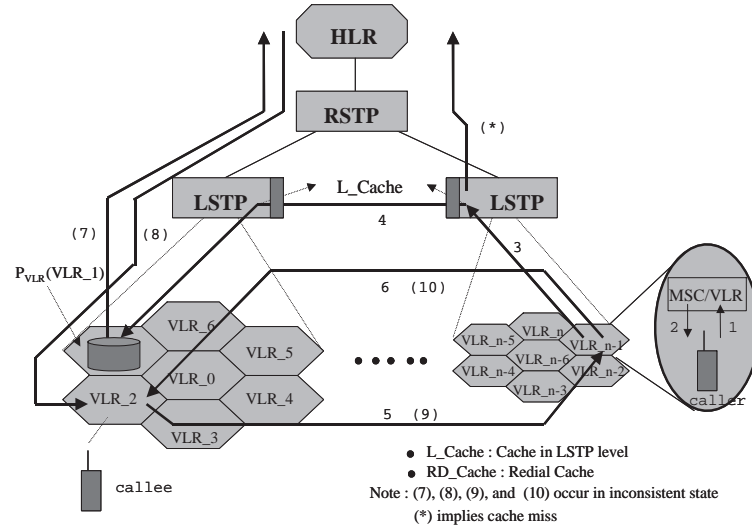 HLR
RSTP
(*)
LSTP
L_Cache
LSTP
4
3
(7)
(8)
P_VLR(VLR_1)
6 (10)
MSC/VLR
2
1
caller
VLR_6
VLR_5
VLR_0
VLR_2
VLR_4
VLR_3
VLR_n
VLR_n-1
VLR_n-5
VLR_n-6
VLR_n-4
VLR_n-2
VLR_n-3
5 (9)
callee
● L_Cache : Cache in LSTP level
● RD_Cache : Redial Cache
Note : (7), (8), (9), and (10) occur in inconsistent state
(*) implies cache miss